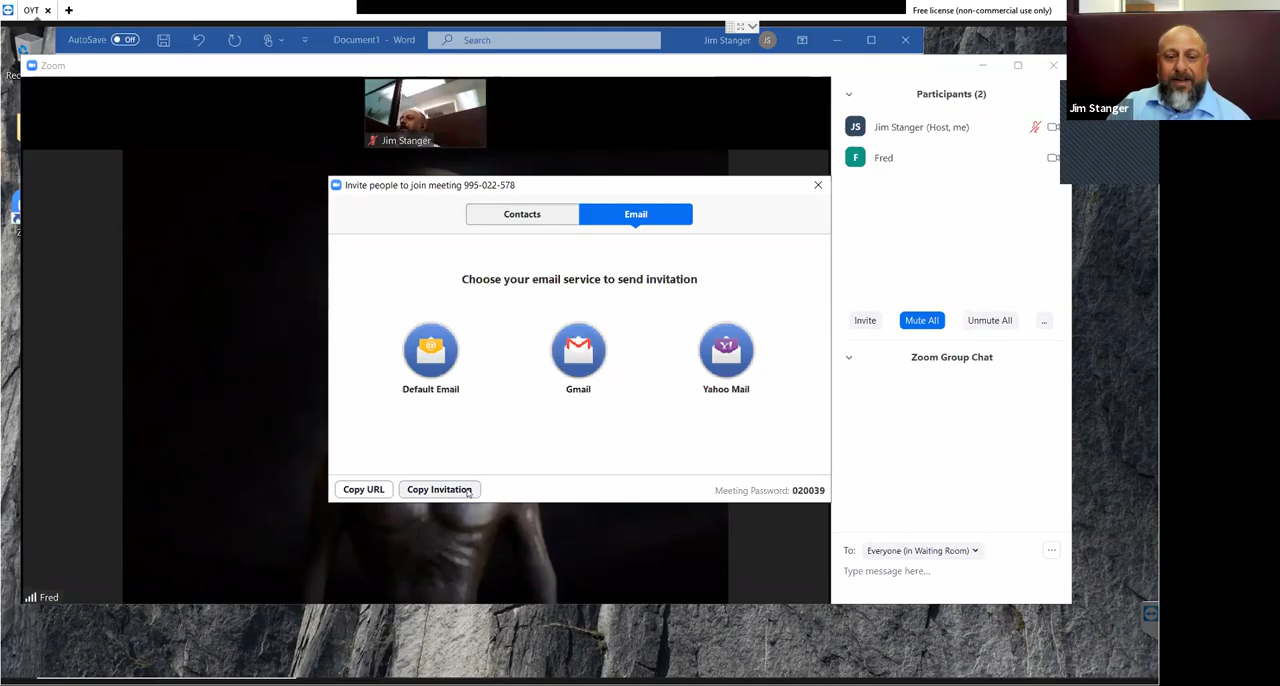 OYT
Free license (non-commercial use only)
AutoSave Off Document1 - Word Search Jim Stanger JS
Zoom
Jim Stanger
Jim Stanger
Participants (2)
JS Jim Stanger (Host, me)
F Fred
Invite people to join meeting 995-022-578
Contacts Email
Choose your email service to send invitation
Default Email Gmail Yahoo Mail
Invite Mute All Unmute All ...
Zoom Group Chat
Copy URL Copy Invitation Meeting Password: 020039
To: Everyone (in Waiting Room)
Type message here...
Fred